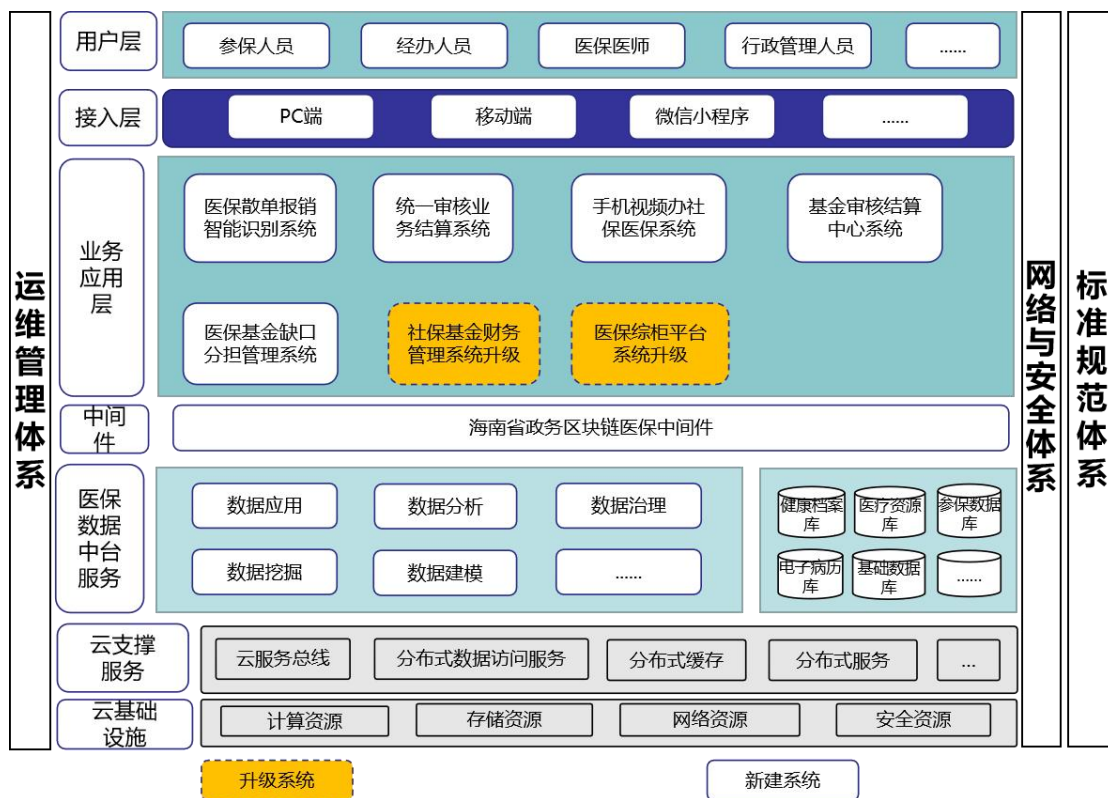 运维管理体系
用户层
参保人员
经办人员
医保医师
行政管理人员
......
接入层
PC端
移动端
微信小程序
......
业务
应用
层
医保散单报销
智能识别系统
统一审核业
务结算系统
手机视频办社
保医保系统
基金审核结算
中心系统
医保基金缺口
分担管理系统
社保基金财务
管理系统升级
医保综柜平台
系统升级
中间
件
海南省政务区块链医保中间件
医保
数据
中台
服务
数据应用
数据分析
数据治理
数据挖掘
数据建模
......
健康档案
库
医疗资源
库
参保数据
库
电子病历
库
基础数据
库
......
云支撑
服务
云服务总线
分布式数据访问服务
分布式缓存
分布式服务
...
云基础
设施
计算资源
存储资源
网络资源
安全资源
网络与安全体系
标准规范体系
升级系统
新建系统